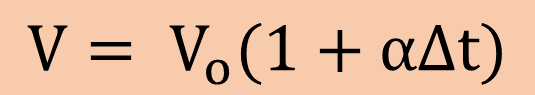 V = V₀(1 + αΔt)